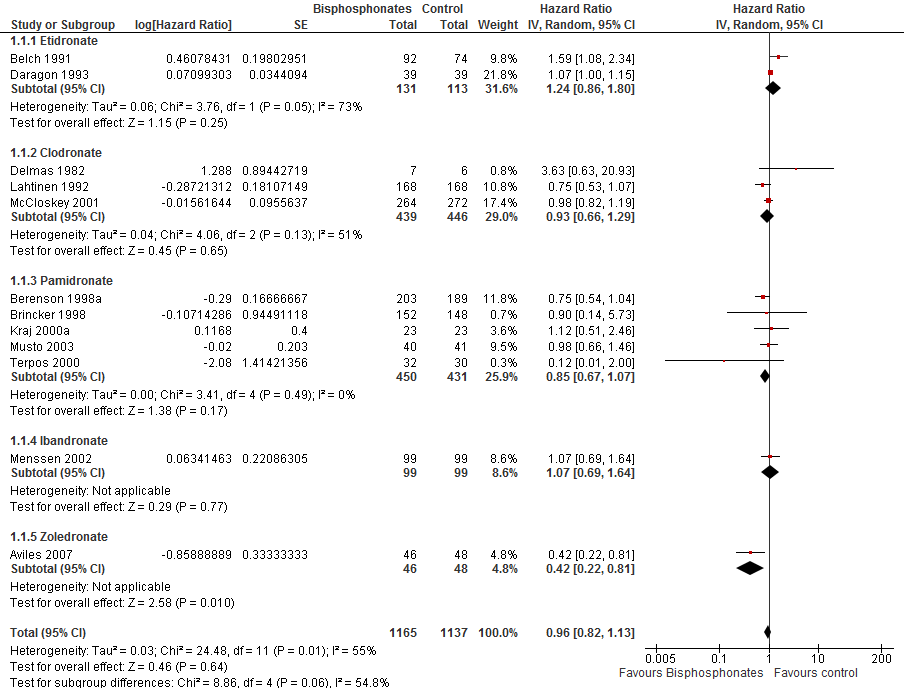 Bisphosphonates Control Hazard Ratio Hazard Ratio
Study or Subgroup log[Hazard Ratio] SE Total Total Weight IV, Random, 95% CI IV, Random, 95% CI
1.1.1 Etidronate
Belch 1991 0.46078431 0.19802951 92 74 9.8% 1.59 [1.08, 2.34]
Daragon 1993 0.07099303 0.0344094 39 39 21.8% 1.07 [1.00, 1.15]
Subtotal (95% CI) 131 113 31.6% 1.24 [0.86, 1.80]
Heterogeneity: Tau² = 0.06; Chi² = 3.76, df = 1 (P = 0.05); I² = 73%
Test for overall effect: Z = 1.15 (P = 0.25)
1.1.2 Clodronate
Delmas 1982 1.288 0.89442719 7 6 0.8% 3.63 [0.63, 20.93]
Lahtinen 1992 -0.28721312 0.18107149 168 168 10.8% 0.75 [0.53, 1.07]
McCloskey 2001 -0.01561644 0.0955637 264 272 17.4% 0.98 [0.82, 1.19]
Subtotal (95% CI) 439 446 29.0% 0.93 [0.66, 1.29]
Heterogeneity: Tau² = 0.04; Chi² = 4.06, df = 2 (P = 0.13); I² = 51%
Test for overall effect: Z = 0.45 (P = 0.65)
1.1.3 Pamidronate
Berenson 1998a -0.29 0.16666667 203 189 11.8% 0.75 [0.54, 1.04]
Brincker 1998 -0.10714286 0.94491118 152 148 0.7% 0.90 [0.14, 5.73]
Kraj 2000a 0.1168 0.4 23 23 3.6% 1.12 [0.51, 2.46]
Musto 2003 -0.02 0.203 40 41 9.5% 0.98 [0.66, 1.46]
Terpos 2000 -2.08 1.41421356 32 30 0.3% 0.12 [0.01, 2.00]
Subtotal (95% CI) 450 431 25.9% 0.85 [0.67, 1.07]
Heterogeneity: Tau² = 0.00; Chi² = 3.41, df = 4 (P = 0.49); I² = 0%
Test for overall effect: Z = 1.38 (P = 0.17)
1.1.4 Ibandronate
Menssen 2002 0.06341463 0.22086305 99 99 8.6% 1.07 [0.69, 1.64]
Subtotal (95% CI) 99 99 8.6% 1.07 [0.69, 1.64]
Heterogeneity: Not applicable
Test for overall effect: Z = 0.29 (P = 0.77)
1.1.5 Zoledronate
Aviles 2007 -0.85888889 0.33333333 46 48 4.8% 0.42 [0.22, 0.81]
Subtotal (95% CI) 46 48 4.8% 0.42 [0.22, 0.81]
Heterogeneity: Not applicable
Test for overall effect: Z = 2.58 (P = 0.010)
Total (95% CI) 1165 1137 100.0% 0.96 [0.82, 1.13]
Heterogeneity: Tau² = 0.03; Chi² = 24.48, df = 11 (P = 0.01); I² = 55%
Test for overall effect: Z = 0.46 (P = 0.64)
Test for subgroup differences: Chi² = 8.86, df = 4 (P = 0.06), I² = 54.8%
0.005 0.1 1 10 200
Favours Bisphosphonates Favours control